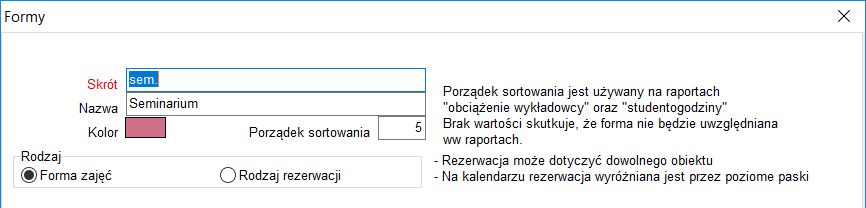 Formy
Skrót
sem.
Nazwa
Seminarium
Kolor
Porządek sortowania
5
Porządek sortowania jest używany na raportach
"obciążenie wykładowcy" oraz "studentogodziny"
Brak wartości skutkuje, że forma nie będzie uwzględniana
ww raportach.
Rodzaj
Forma zajęć
Rodzaj rezerwacji
- Rezerwacja może dotyczyć dowolnego obiektu
- Na kalendarzu rezerwacja wyróżniana jest przez poziome paski